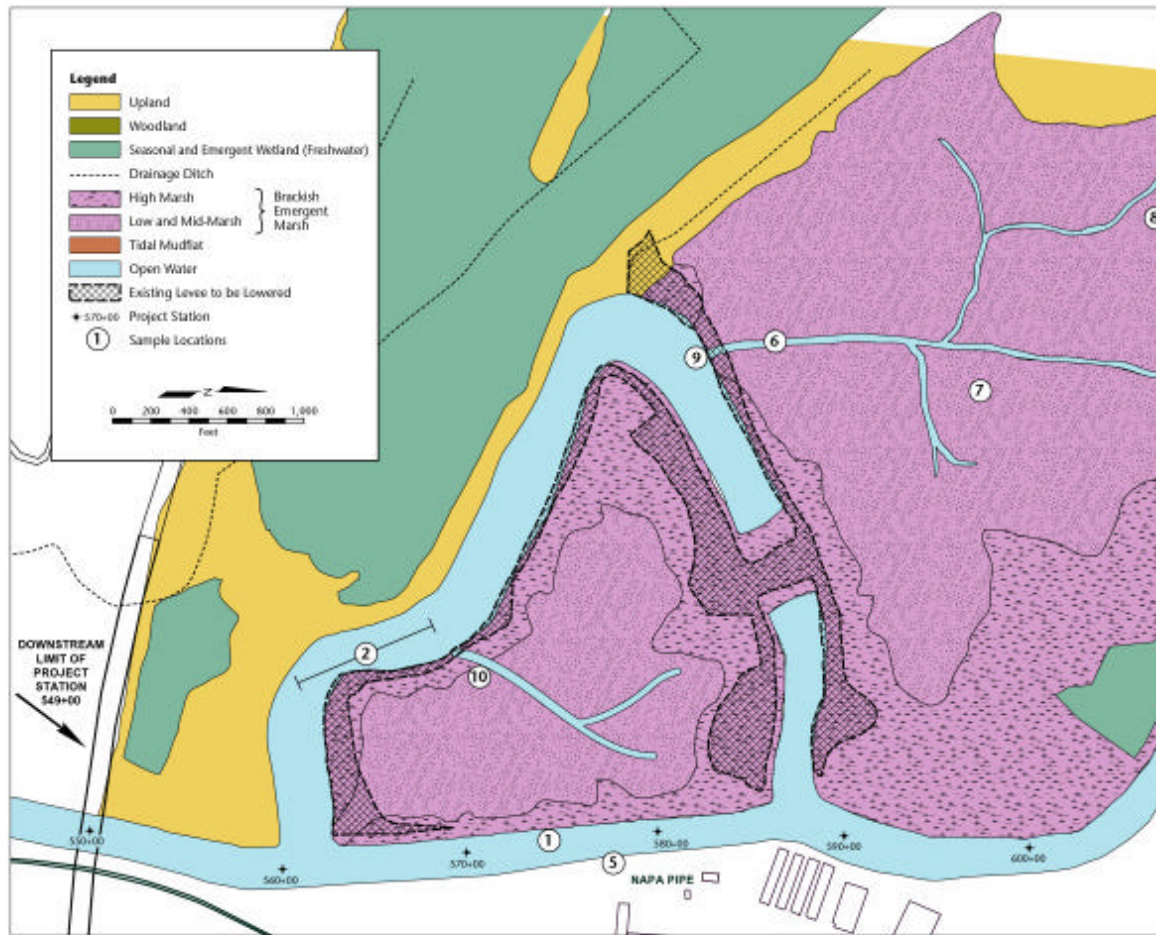 Legend
Upland
Woodland
Seasonal and Emergent Wetland (Freshwater)
Drainage Ditch
High Marsh
Low and Mid-Marsh
Brackish
Emergent
Marsh
Tidal Mudflat
Open Water
Existing Levee to be Lowered
570+00 Project Station
1 Sample Locations
N
0 200 400 600 800 1,000
Feet
8
6
9
7
2
10
DOWNSTREAM
LIMIT OF
PROJECT
STATION
549+00
550+00
560+00
570+00
1
580+00
590+00
600+00
5
NAPA PIPE